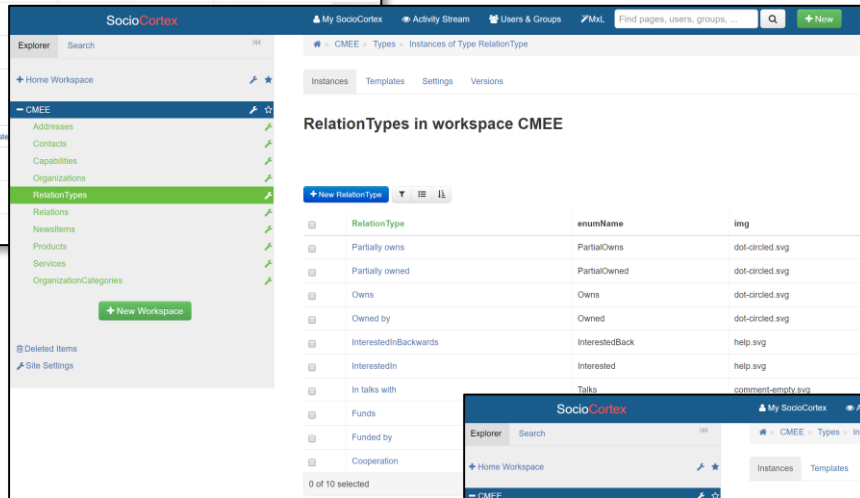 SocioCortex
My SocioCortex Activity Stream Users & Groups MxL Find pages, users, groups, ... New
Explorer Search
CMEE Types Instances of Type RelationType
Home Workspace
Instances Templates Settings Versions
CMEE
Addresses
Contacts
Capabilities
Organizations
RelationTypes
Relations
NewsItems
Products
Services
OrganizationCategories
New Workspace
Deleted Items
Site Settings
RelationTypes in workspace CMEE
New RelationType
RelationType enumName img
Partially owns PartialOwns dot-circled.svg
Partially owned PartialOwned dot-circled.svg
Owns Owns dot-circled.svg
Owned by Owned dot-circled.svg
InterestedInBackwards InterestedBack help.svg
InterestedIn Interested help.svg
In talks with Talks comment-empty.svg
Funds
Funded by
Cooperation
0 of 10 selected
SocioCortex
My SocioCortex
Explorer Search
CMEE Types
Home Workspace
Instances Templates
CMEE